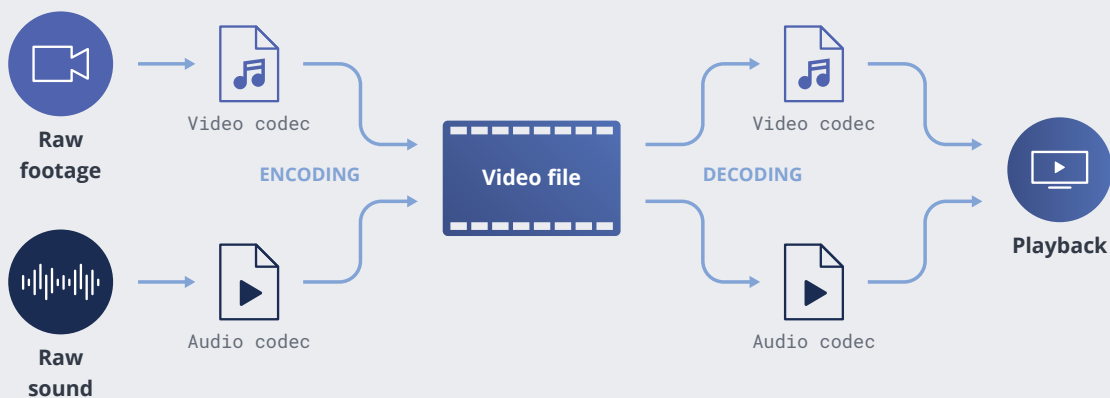 Raw
footage
Video codec
ENCODING
Raw
sound
Audio codec
Video file
DECODING
Video codec
Audio codec
Playback